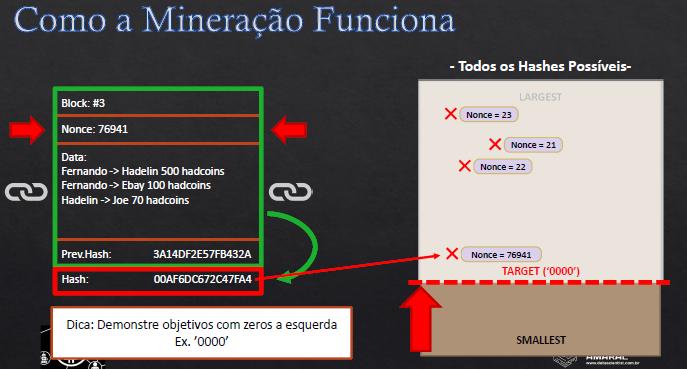 Como a Mineração Funciona
- Todos os Hashes Possíveis-
Block: #3
Nonce: 76941
Data:
Fernando -> Hadelin 500 hadcoins
Fernando -> Ebay 100 hadcoins
Hadelin -> Joe 70 hadcoins
Prev.Hash: 3A14DF2E57FB432A
Hash: 00AF6DC672C47FA4
LARGEST
Nonce = 23
Nonce = 21
Nonce = 22
Nonce = 76941
TARGET ('0000')
SMALLEST
Dica: Demonstre objetivos com zeros a esquerda
Ex. '0000'
AMARAL